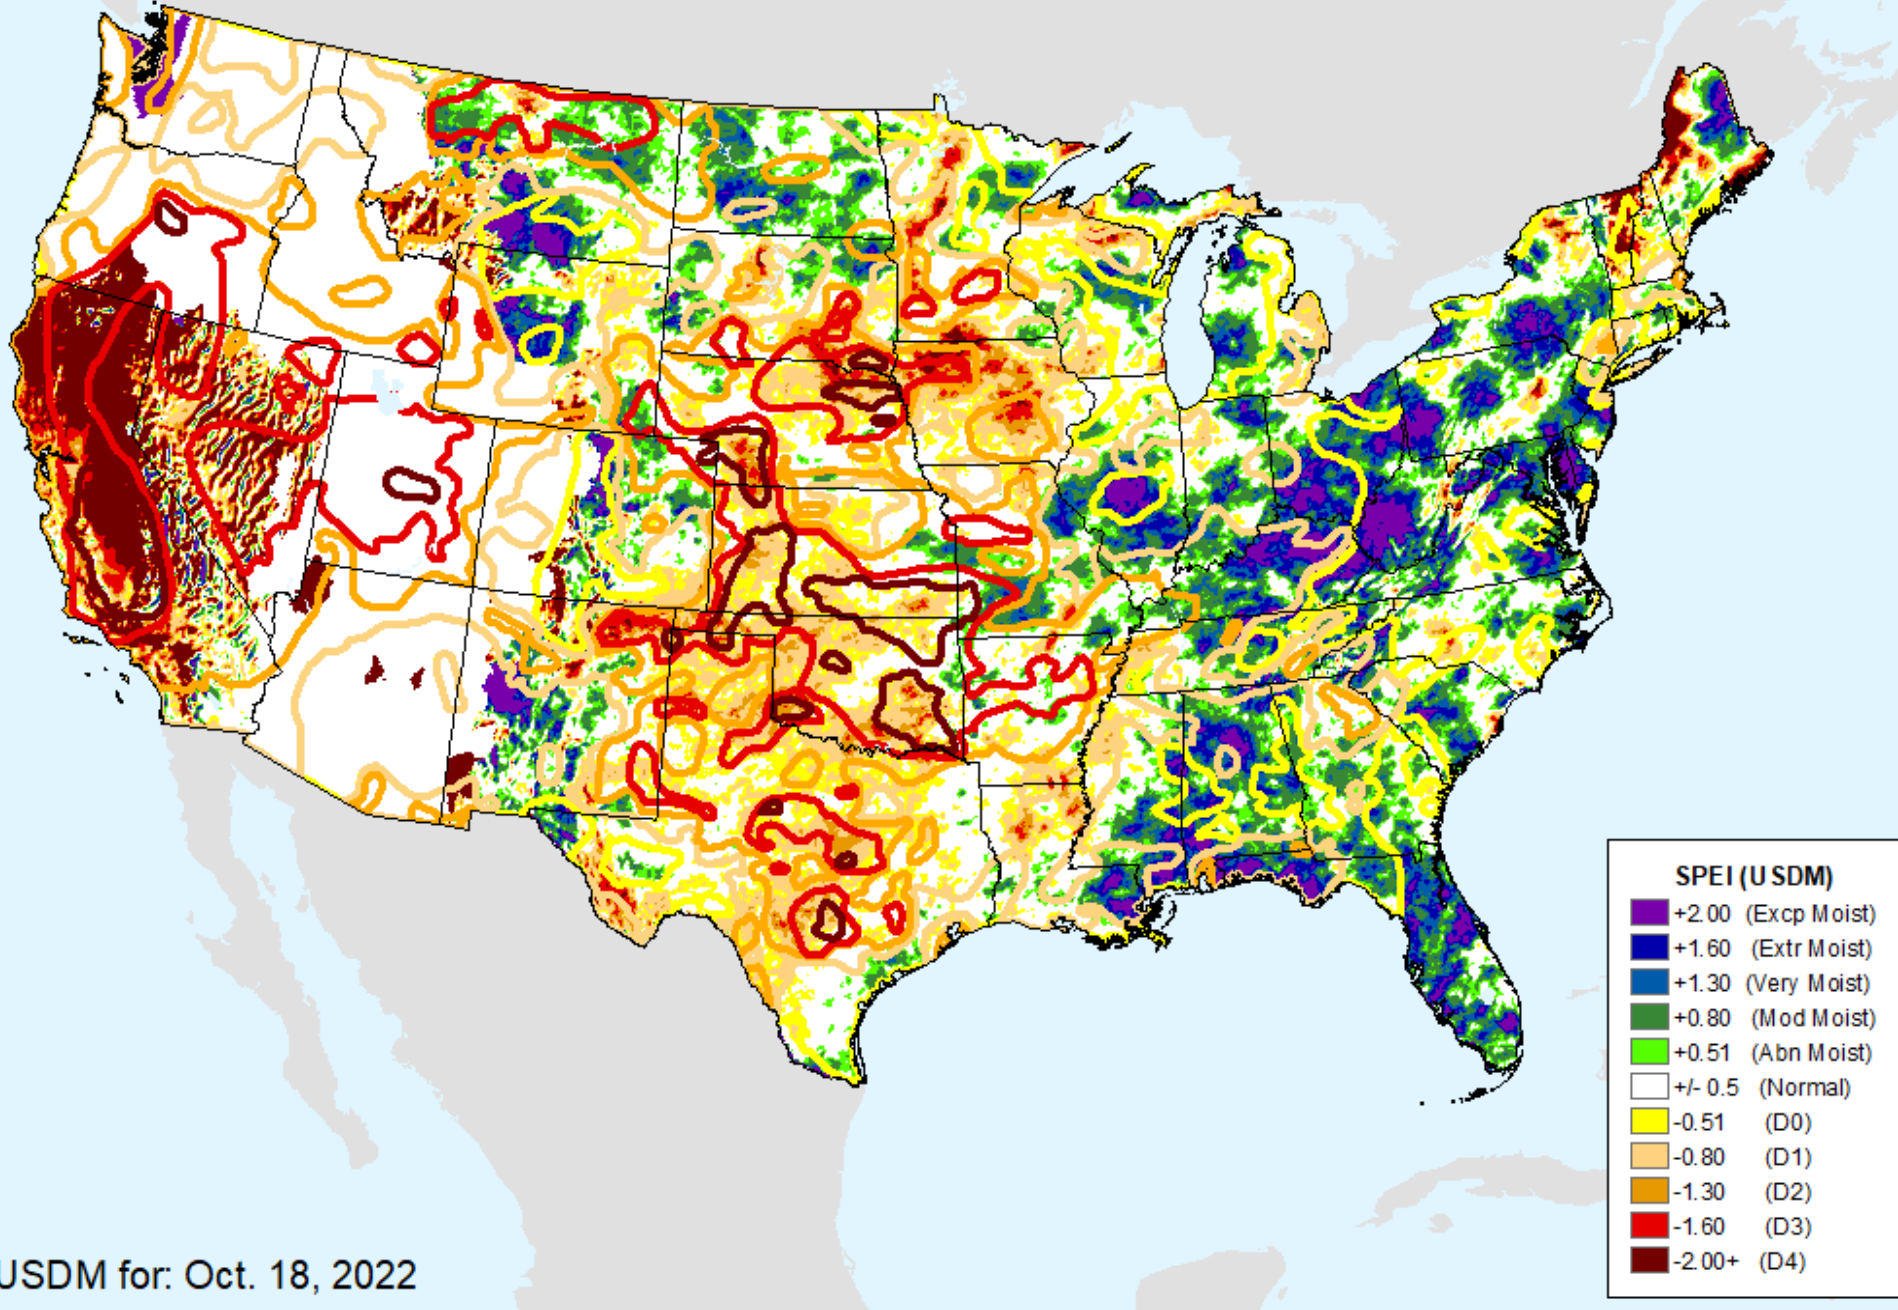 SPEI (USDM)
+2.00 (Excp Moist)
+1.60 (Extr Moist)
+1.30 (Very Moist)
+0.80 (Mod Moist)
+0.51 (Abn Moist)
+/- 0.5 (Normal)
-0.51 (D0)
-0.80 (D1)
-1.30 (D2)
-1.60 (D3)
-2.00+ (D4)
USDM for: Oct. 18, 2022